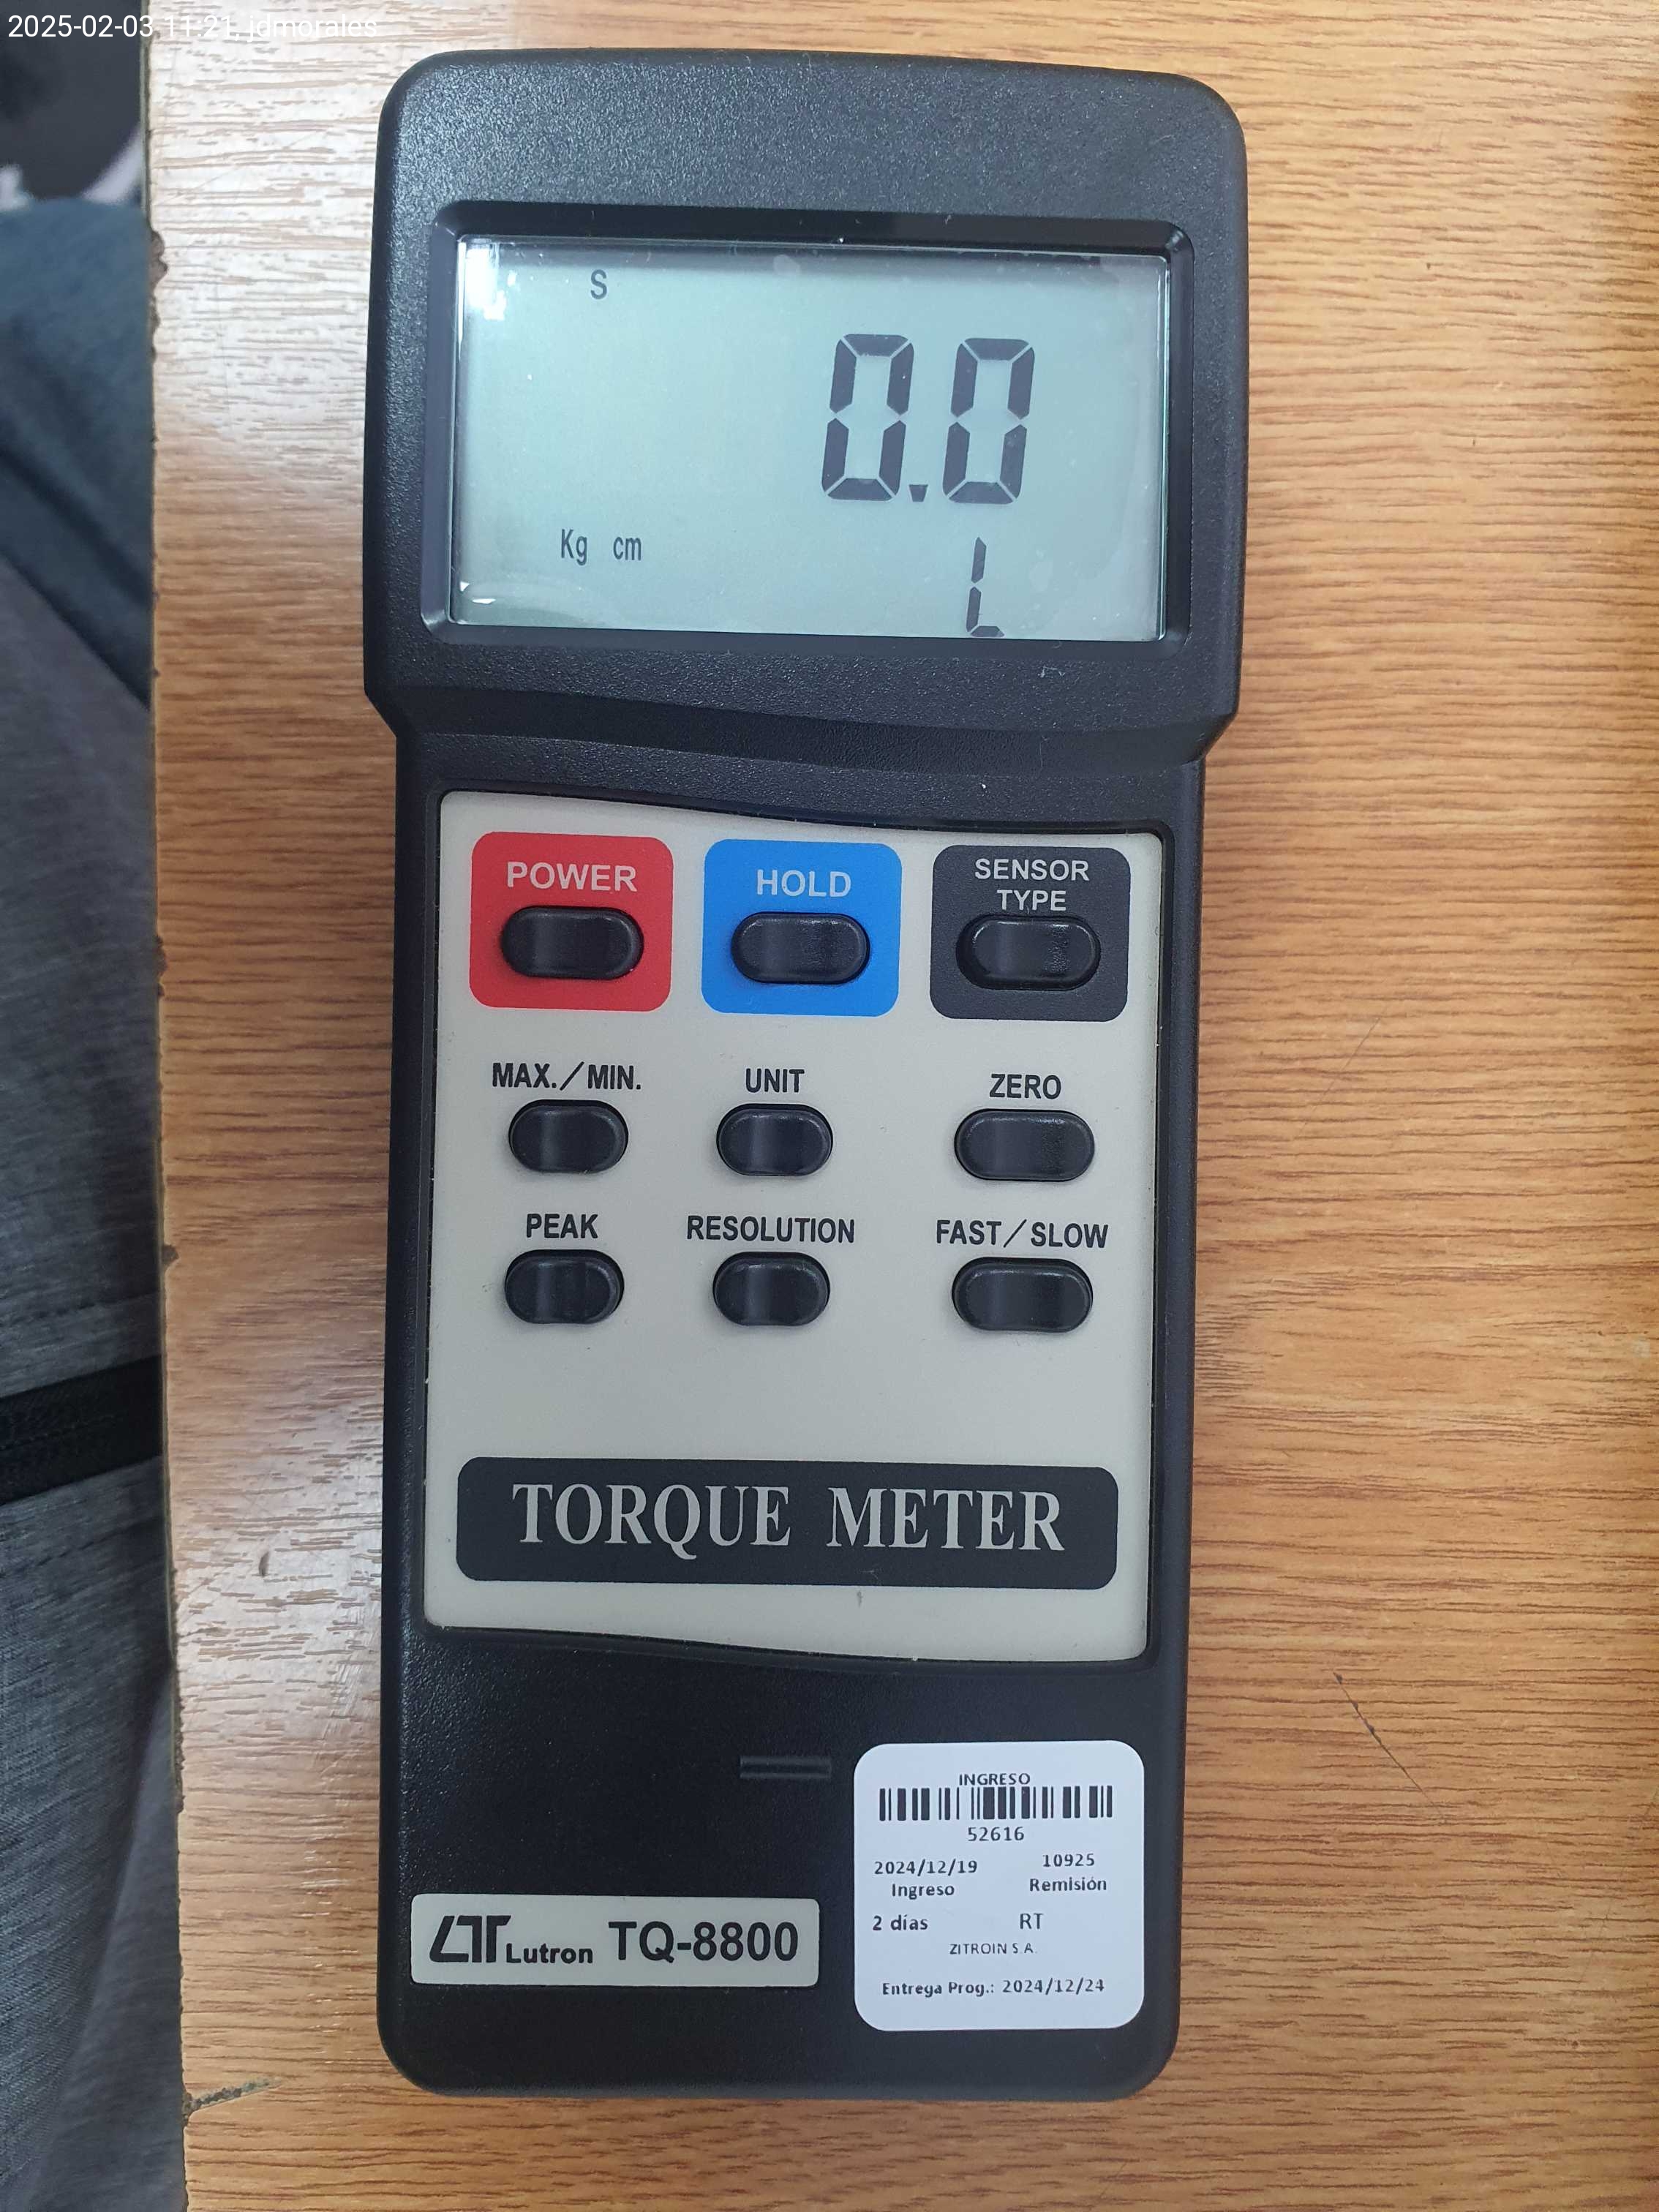 2025-02-03 11:21. jdmorales
S
0.0
Kg cm
L
POWER
HOLD
SENSOR
TYPE
MAX./MIN.
UNIT
ZERO
PEAK
RESOLUTION
FAST/SLOW
TORQUE METER
INGRESO
52616
2024/12/19 10925
Ingreso Remisión
2 días RT
ZITROIN S.A.
Entrega Prog.: 2024/12/24
Lutron TQ-8800